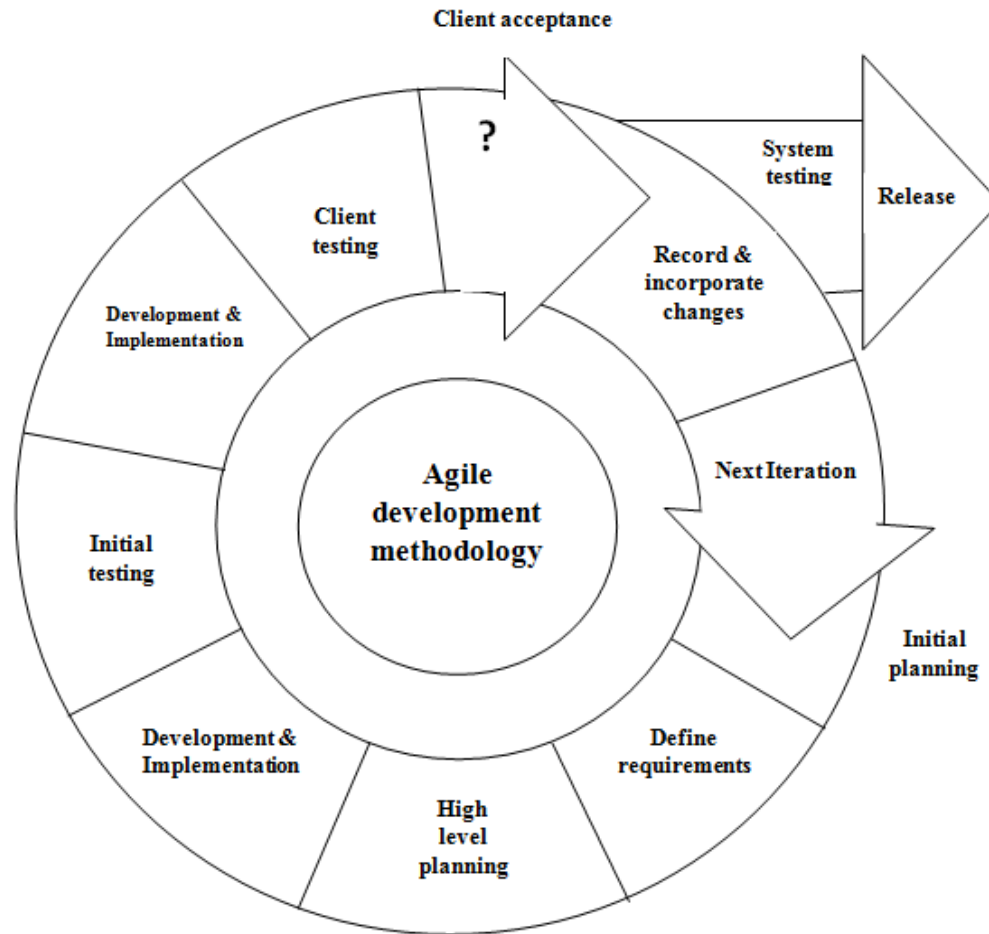 Client acceptance
?
System
testing
Release
Client
testing
Record &
incorporate
changes
Development &
Implementation
Next Iteration
Agile
development
methodology
Initial
testing
Initial
planning
Development &
Implementation
Define
requirements
High
level
planning